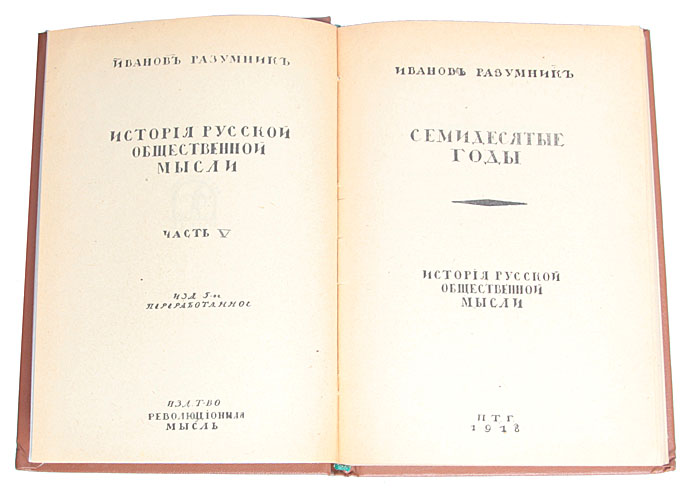 ИВАНОВЪ РАЗУМНИКЪ
ИСТОРІЯ РУССКОЙ
ОБЩЕСТВЕННОЙ
МЫСЛИ
ЧАСТЬ V
ИЗД 5-ое
ПЕРЕРАБОТАННОЕ
ИЗД. Т-ВО
РЕВОЛЮЦІОННАЯ
МЫСЛЬ
ИВАНОВЪ РАЗУМНИКЪ
СЕМИДЕСЯТЫЕ
ГОДЫ
ИСТОРІЯ РУССКОЙ
ОБЩЕСТВЕННОЙ
МЫСЛИ
ПТГ
1918